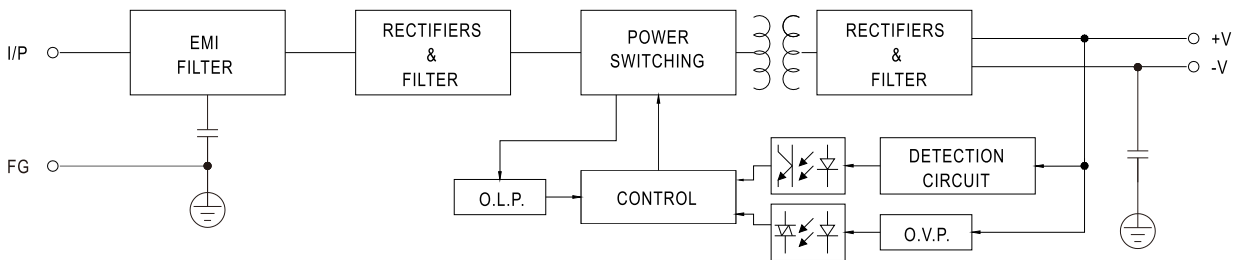 I/P
EMI
FILTER
RECTIFIERS
&
FILTER
POWER
SWITCHING
RECTIFIERS
&
FILTER
+V
-V
FG
O.L.P.
CONTROL
DETECTION
CIRCUIT
O.V.P.